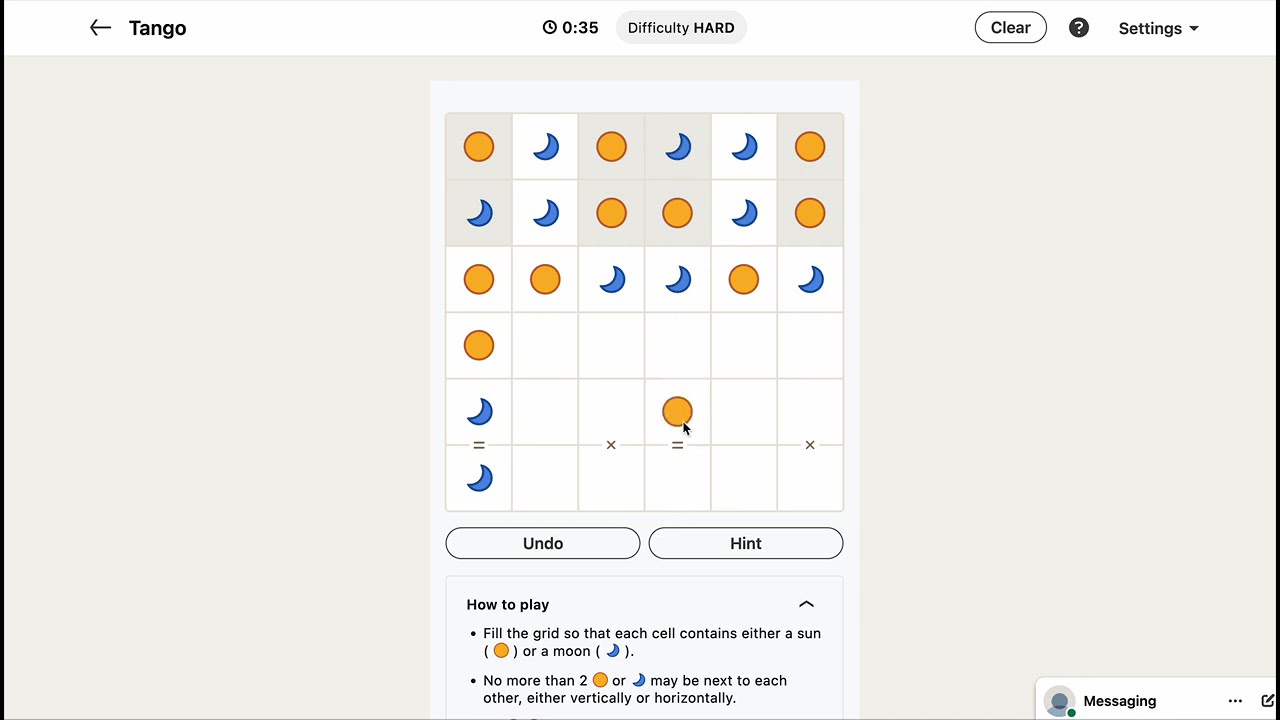 Tango
0:35
Difficulty HARD
Clear
?
Settings
=
×
=
×
Undo
Hint
How to play
• Fill the grid so that each cell contains either a sun
( ) or a moon ( ).
• No more than 2 or may be next to each
other, either vertically or horizontally.
Messaging